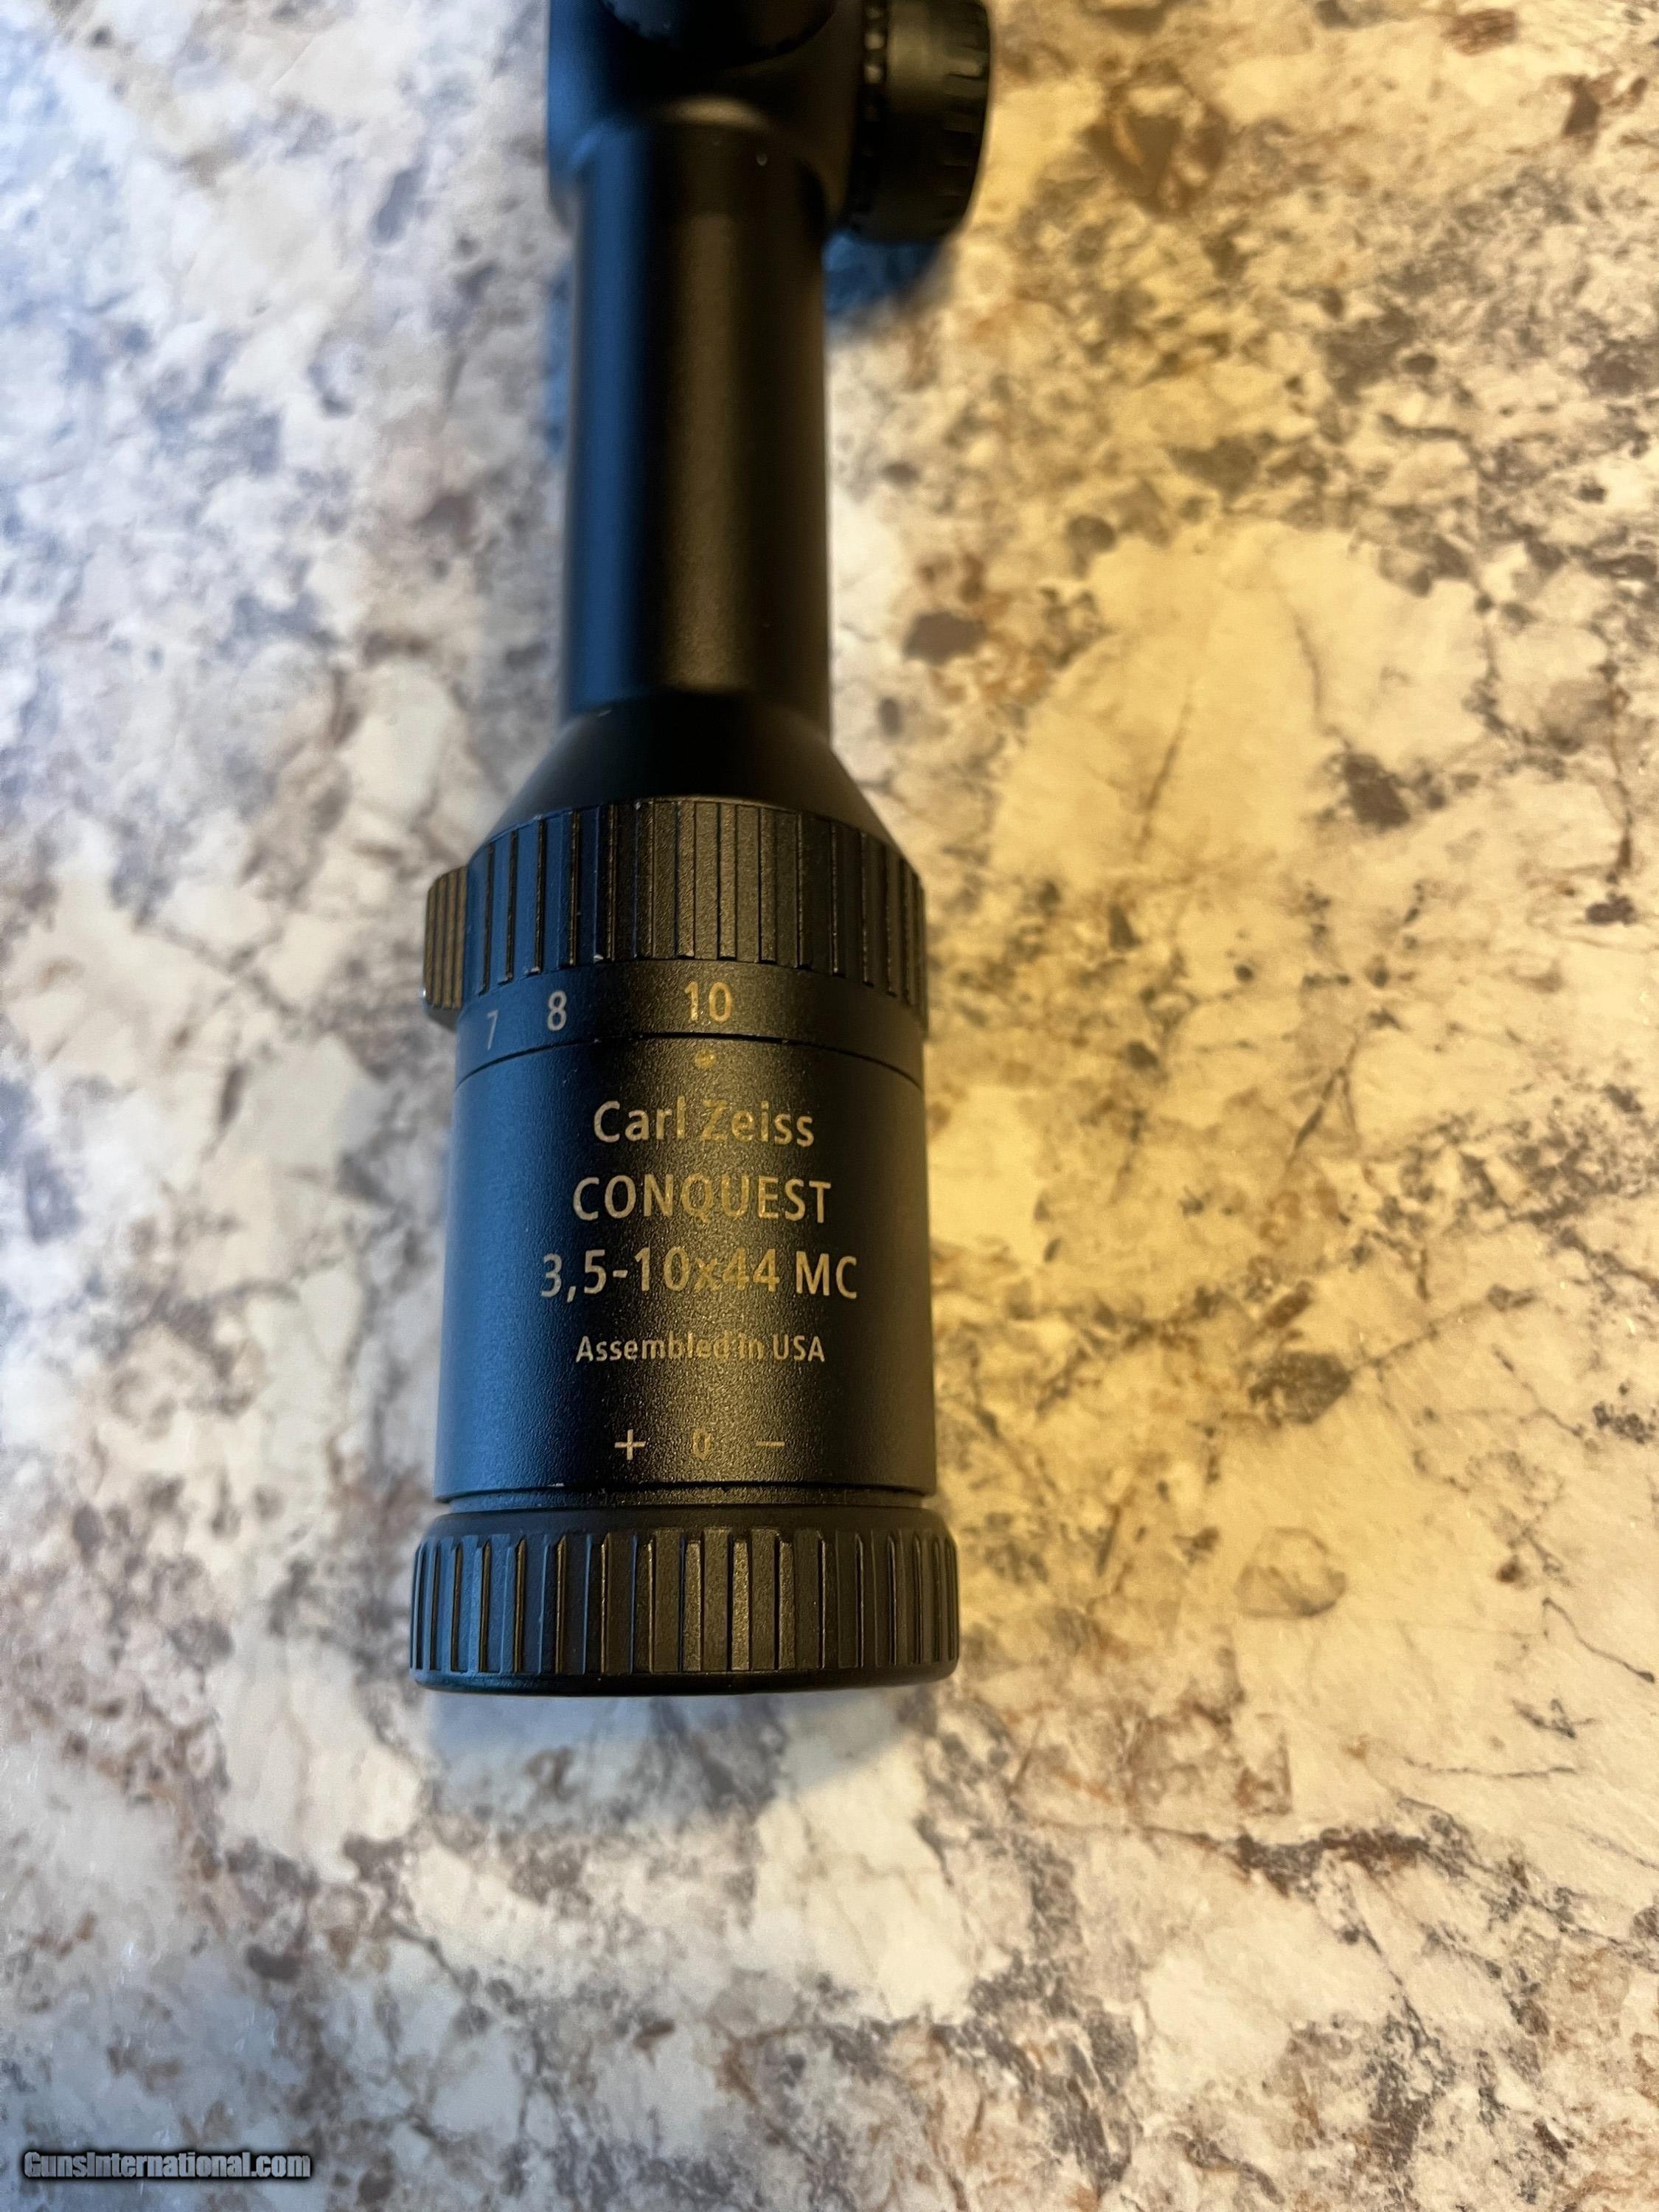 7 8 10
Carl Zeiss
CONQUEST
3,5-10x44 MC
Assembled in USA
+ 0 -
GunsInternational.com